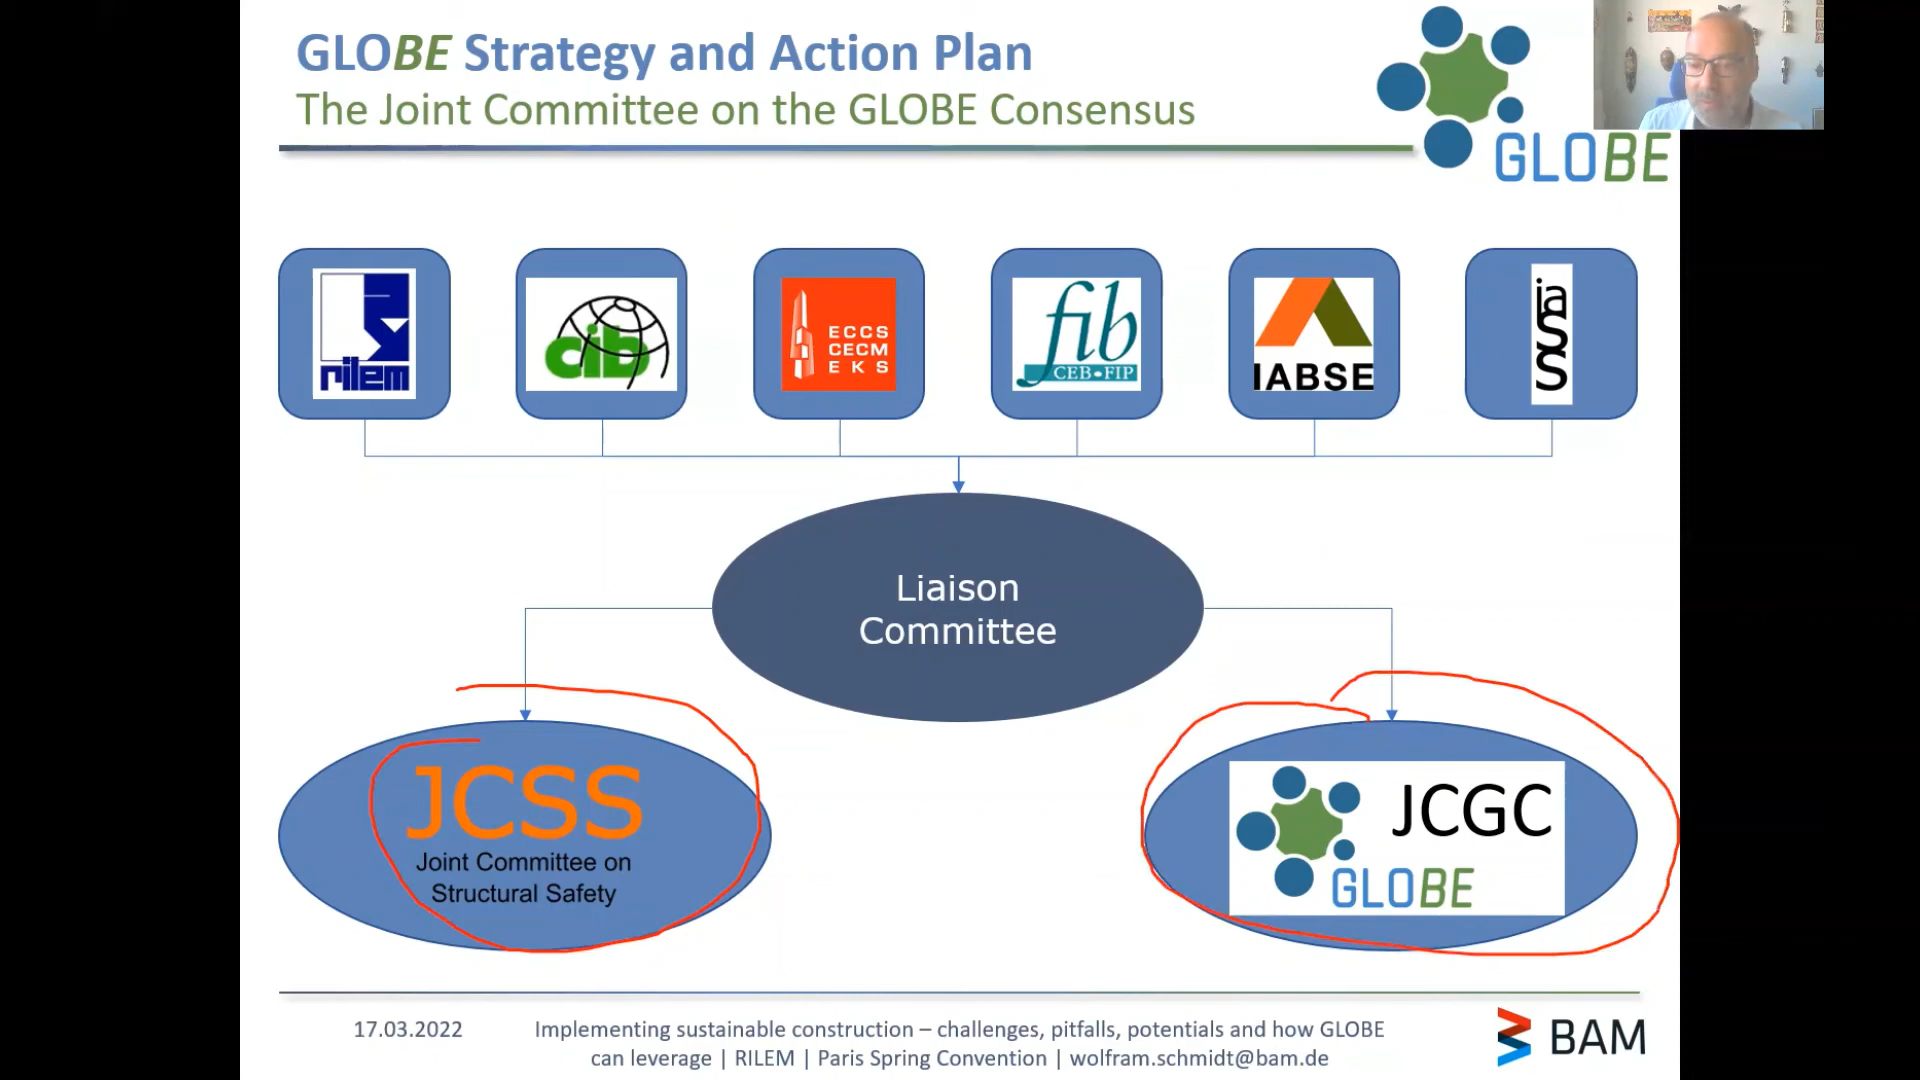 GLOBE Strategy and Action Plan
The Joint Committee on the GLOBE Consensus
GLOBE
rilem
cib
ECCS
CECM
EKS
fib
CEB•FIP
IABSE
iass
Liaison
Committee
JCSS
Joint Committee on
Structural Safety
JCGC
GLOBE
17.03.2022
Implementing sustainable construction – challenges, pitfalls, potentials and how GLOBE
can leverage | RILEM | Paris Spring Convention | wolfram.schmidt@bam.de
BAM